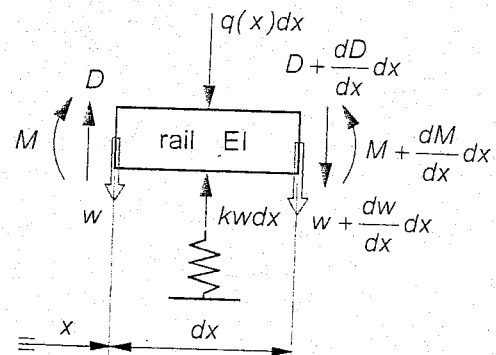 q(x)dx
D
D + dD/dx dx
M
rail EI
M + dM/dx dx
w
kwdx
w + dw/dx dx
x
dx